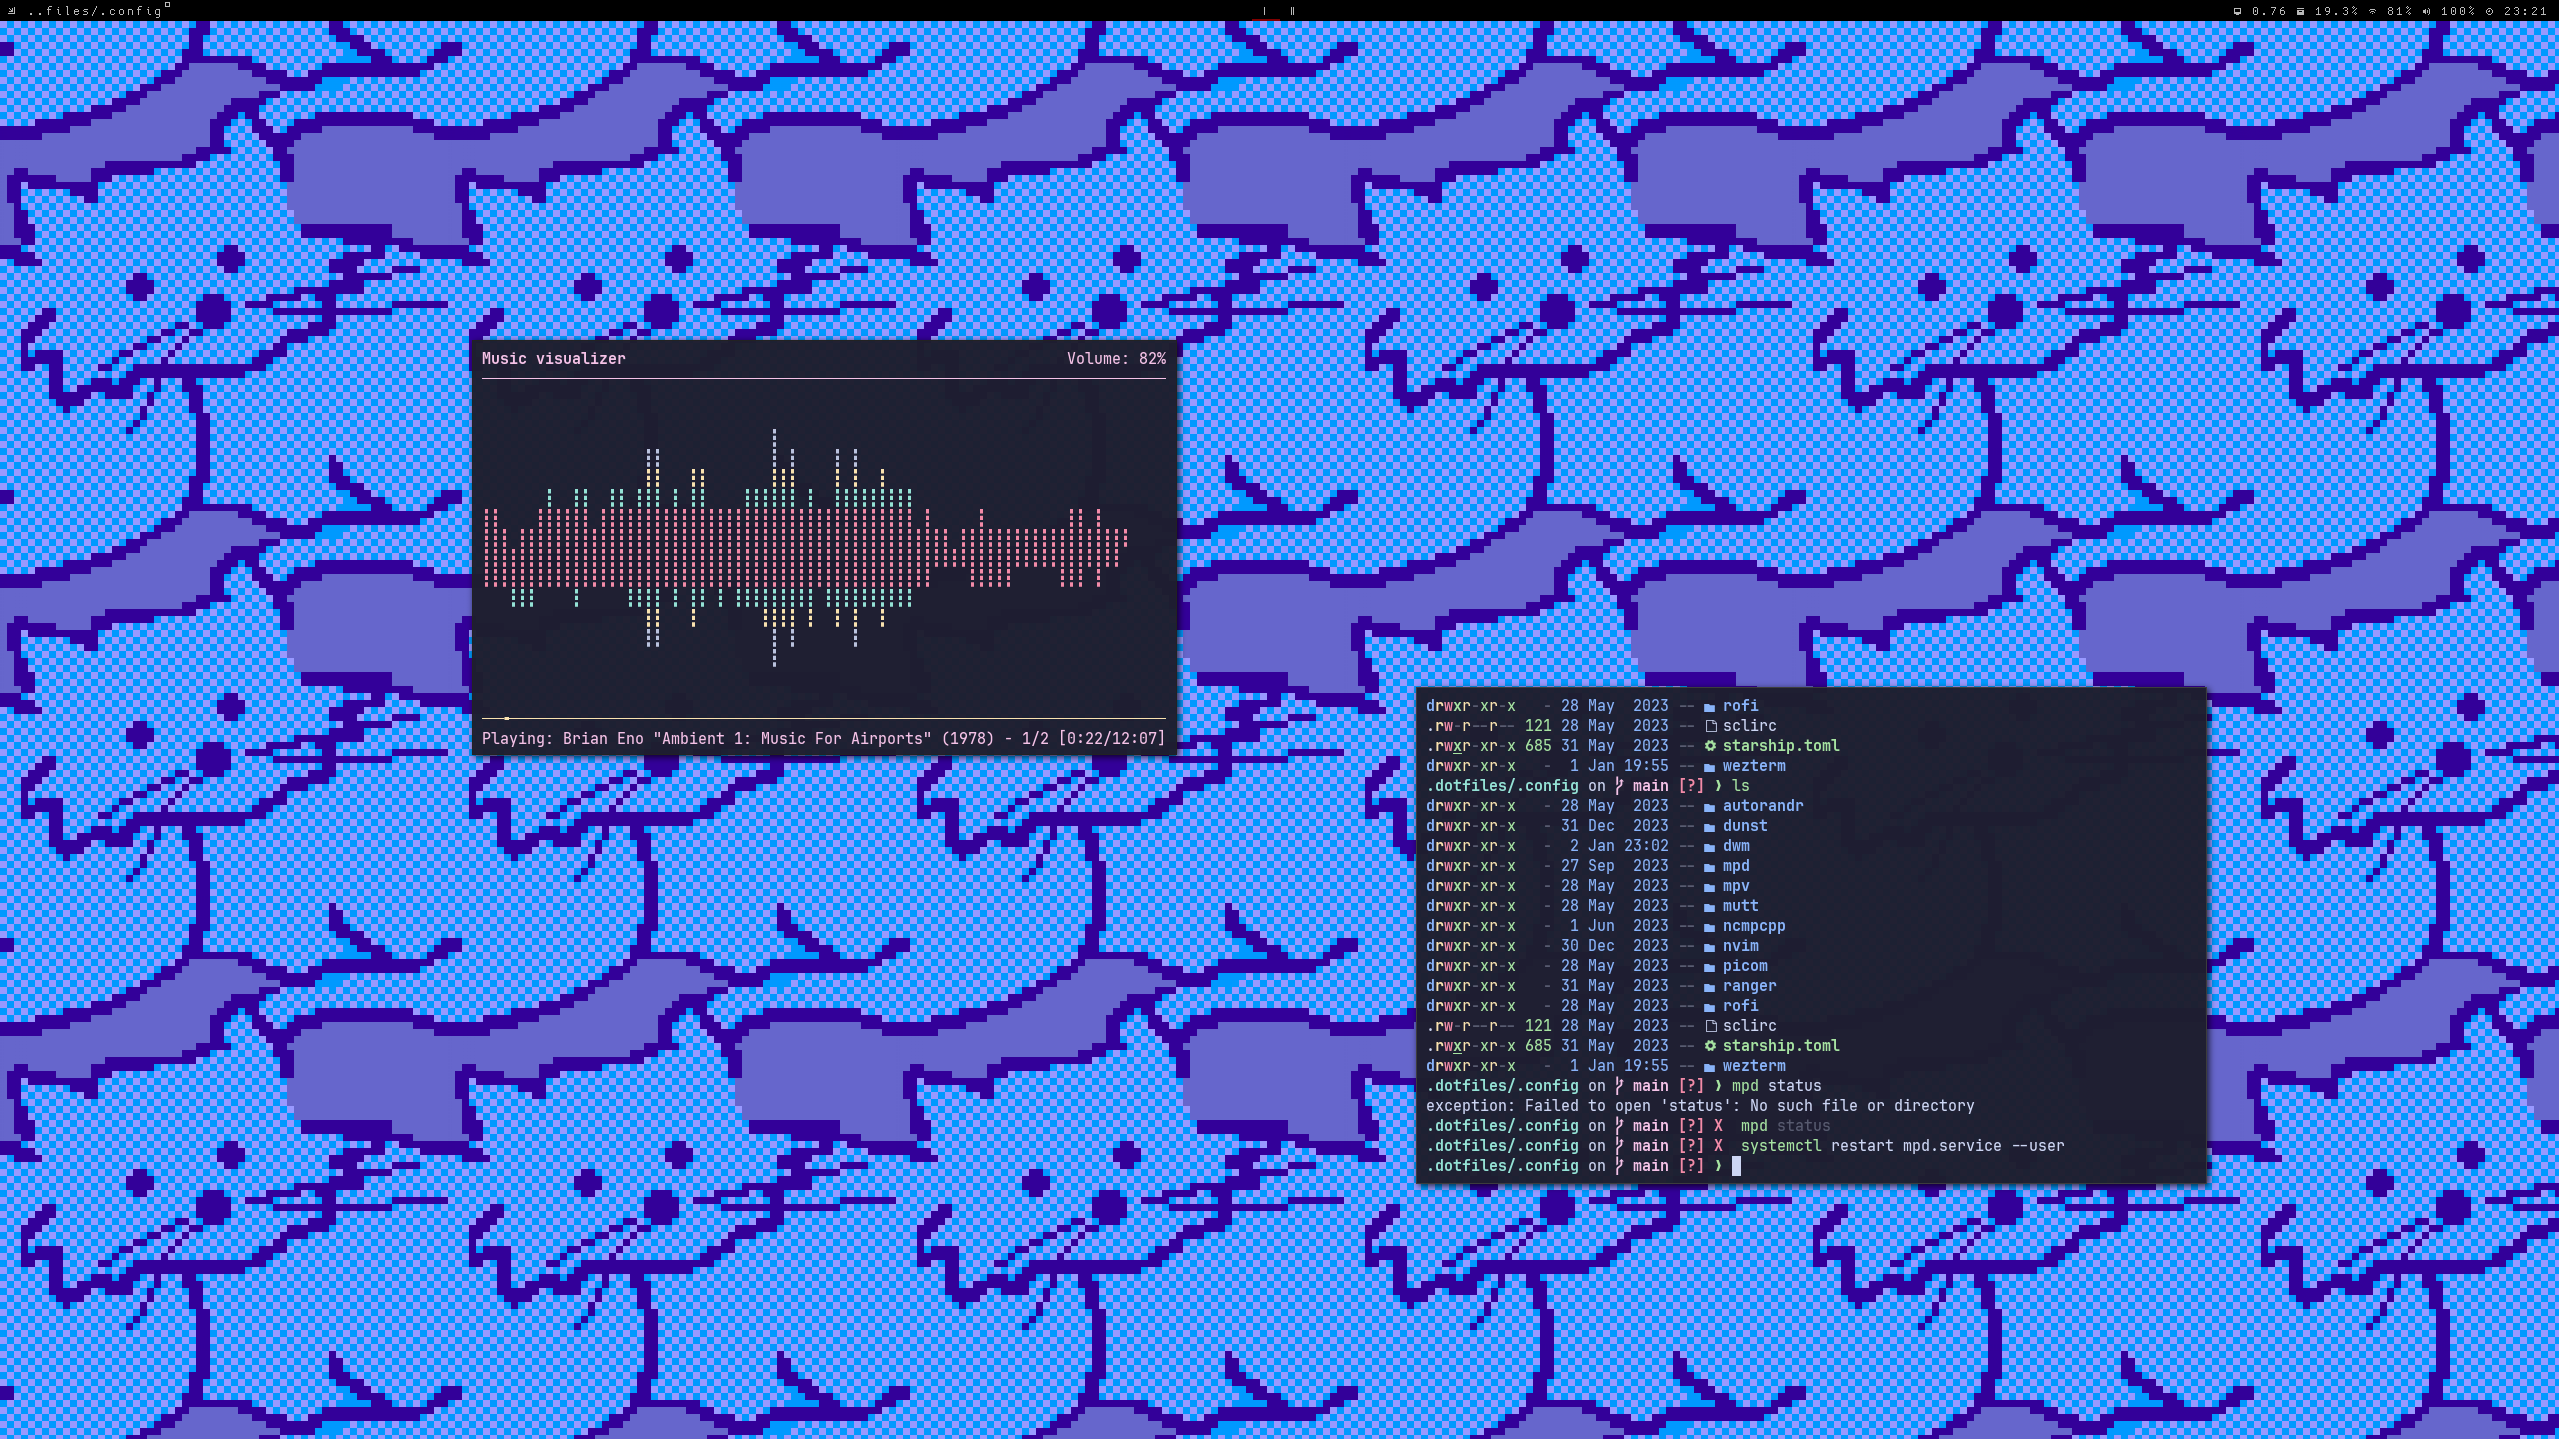 ..files/.config
0.76 19.3% 81% 100% 23:21
Music visualizer Volume: 82%
Playing: Brian Eno "Ambient 1: Music For Airports" (1978) - 1/2 [0:22/12:07]
drwxr-xr-x - 28 May 2023 -- rofi
.rw-r--r-- 121 28 May 2023 -- sclirc
.rwxr-xr-x 685 31 May 2023 -- starship.toml
drwxr-xr-x - 1 Jan 19:55 -- wezterm
.dotfiles/.config on main [?] ❯ ls
drwxr-xr-x - 28 May 2023 -- autorandr
drwxr-xr-x - 31 Dec 2023 -- dunst
drwxr-xr-x - 2 Jan 23:02 -- dwm
drwxr-xr-x - 27 Sep 2023 -- mpd
drwxr-xr-x - 28 May 2023 -- mpv
drwxr-xr-x - 28 May 2023 -- mutt
drwxr-xr-x - 1 Jun 2023 -- ncmpcpp
drwxr-xr-x - 30 Dec 2023 -- nvim
drwxr-xr-x - 28 May 2023 -- picom
drwxr-xr-x - 31 May 2023 -- ranger
drwxr-xr-x - 28 May 2023 -- rofi
.rw-r--r-- 121 28 May 2023 -- sclirc
.rwxr-xr-x 685 31 May 2023 -- starship.toml
drwxr-xr-x - 1 Jan 19:55 -- wezterm
.dotfiles/.config on main [?] ❯ mpd status
exception: Failed to open 'status': No such file or directory
.dotfiles/.config on main [?] X mpd status
.dotfiles/.config on main [?] X systemctl restart mpd.service --user
.dotfiles/.config on main [?] ❯